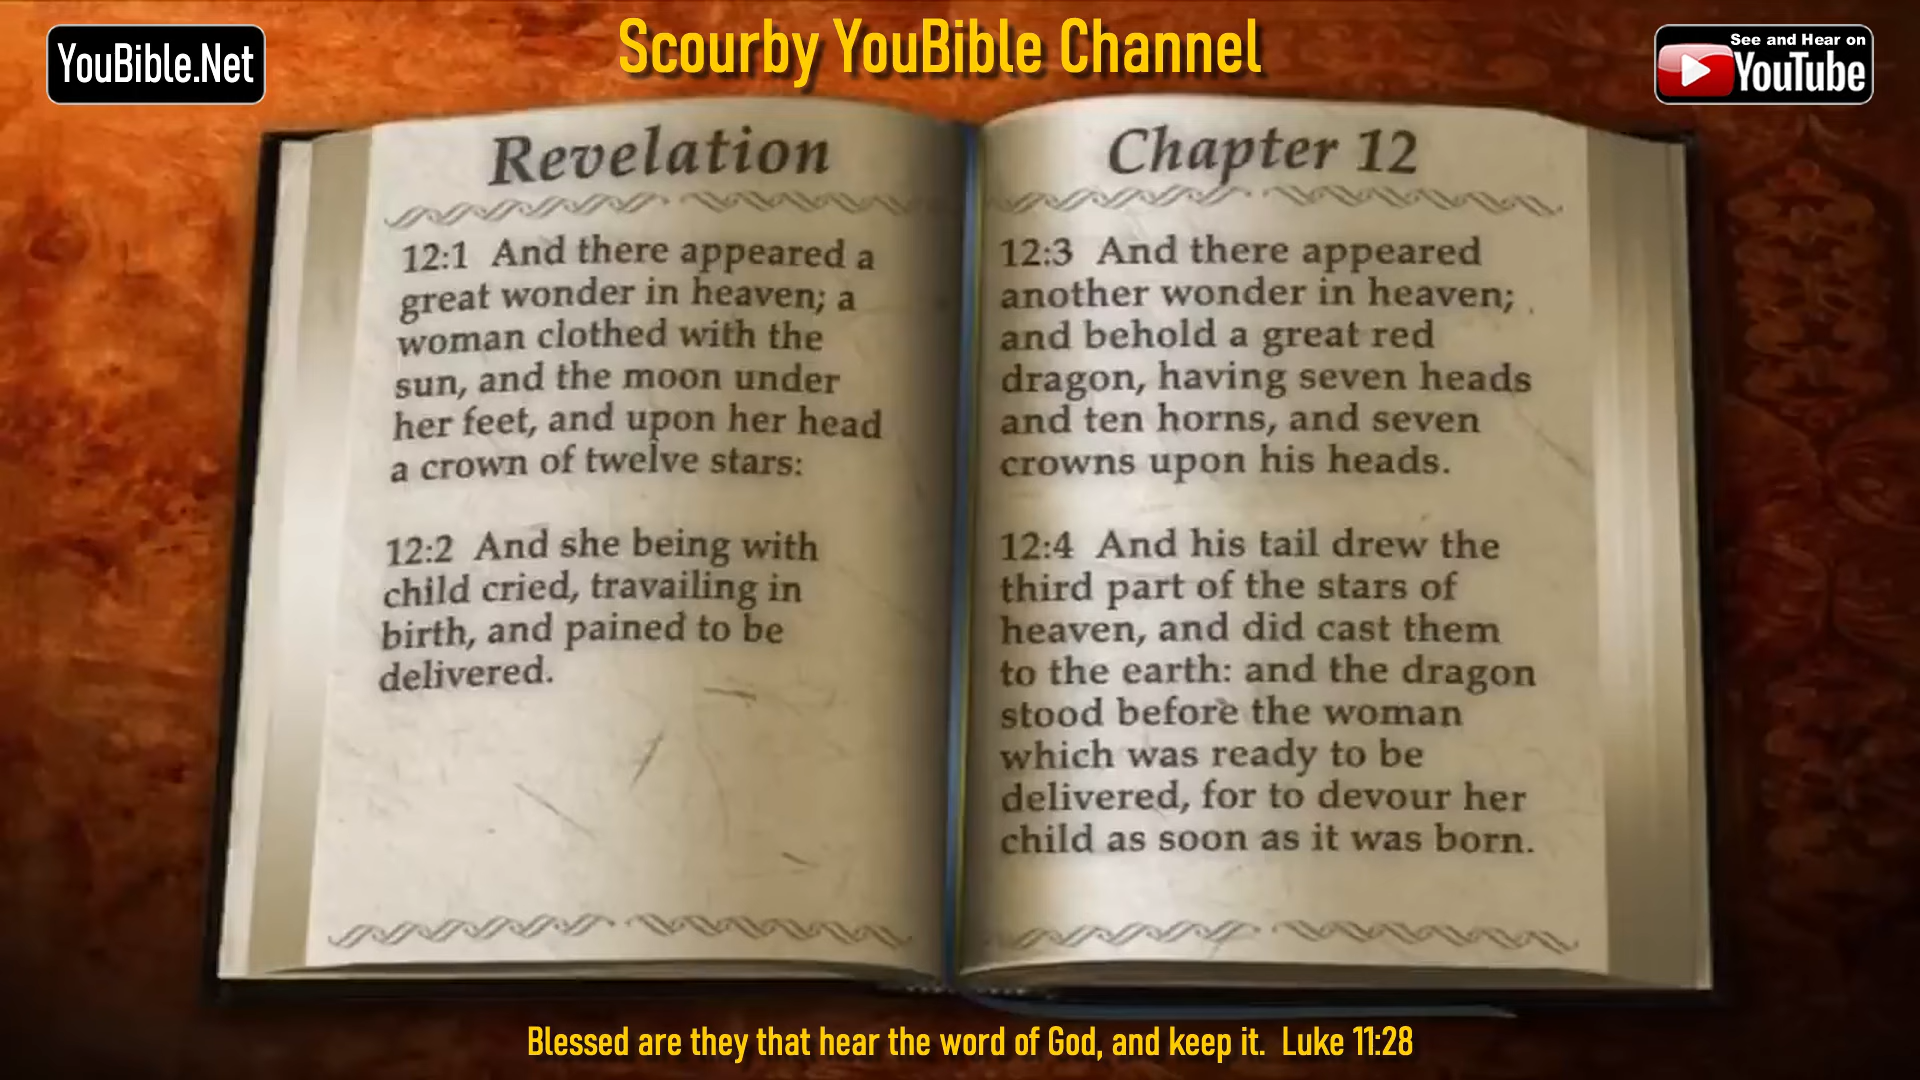 YouBible.Net
Scourby YouBible Channel
See and Hear on
YouTube
Revelation
12:1 And there appeared a
great wonder in heaven; a
woman clothed with the
sun, and the moon under
her feet, and upon her head
a crown of twelve stars:
12:2 And she being with
child cried, travailing in
birth, and pained to be
delivered.
Chapter 12
12:3 And there appeared
another wonder in heaven;
and behold a great red
dragon, having seven heads
and ten horns, and seven
crowns upon his heads.
12:4 And his tail drew the
third part of the stars of
heaven, and did cast them
to the earth: and the dragon
stood before the woman
which was ready to be
delivered, for to devour her
child as soon as it was born.
Blessed are they that hear the word of God, and keep it. Luke 11:28